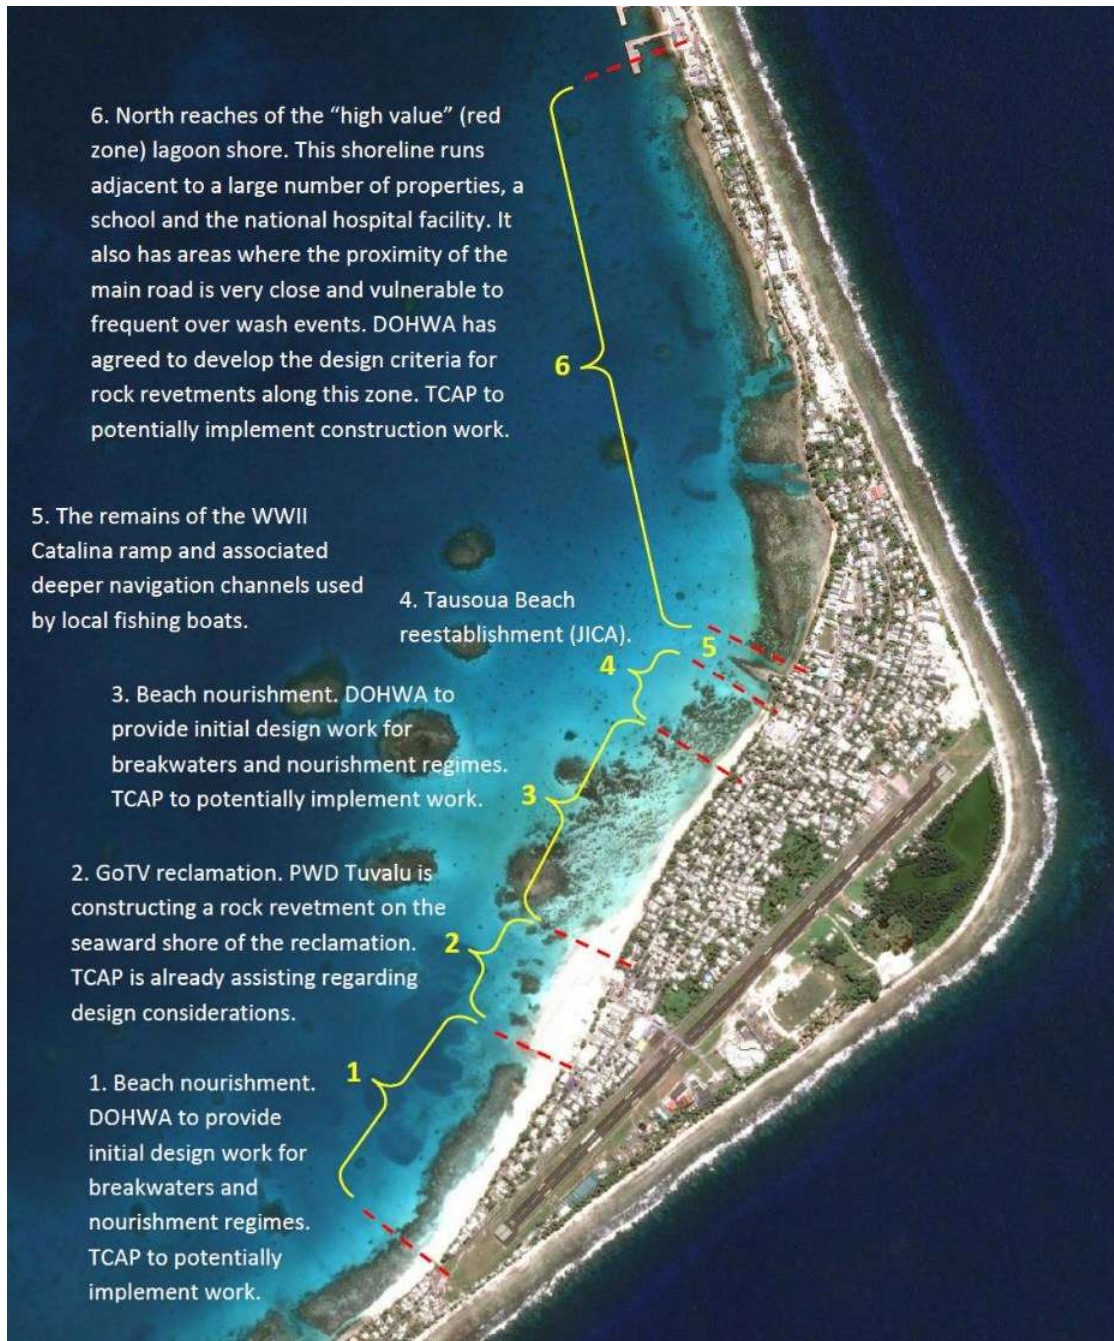 6. North reaches of the “high value” (red
zone) lagoon shore. This shoreline runs
adjacent to a large number of properties, a
school and the national hospital facility. It
also has areas where the proximity of the
main road is very close and vulnerable to
frequent over wash events. DOHWA has
agreed to develop the design criteria for
rock revetments along this zone. TCAP to
potentially implement construction work.
6
5. The remains of the WWII
Catalina ramp and associated
deeper navigation channels used
by local fishing boats.
4. Tausoua Beach
reestablishment (JICA).
5
4
3. Beach nourishment. DOHWA to
provide initial design work for
breakwaters and nourishment regimes.
TCAP to potentially implement work.
3
2. GoTV reclamation. PWD Tuvalu is
constructing a rock revetment on the
seaward shore of the reclamation.
TCAP is already assisting regarding
design considerations.
2
1. Beach nourishment.
DOHWA to provide
initial design work for
breakwaters and
nourishment regimes.
TCAP to potentially
implement work.
1